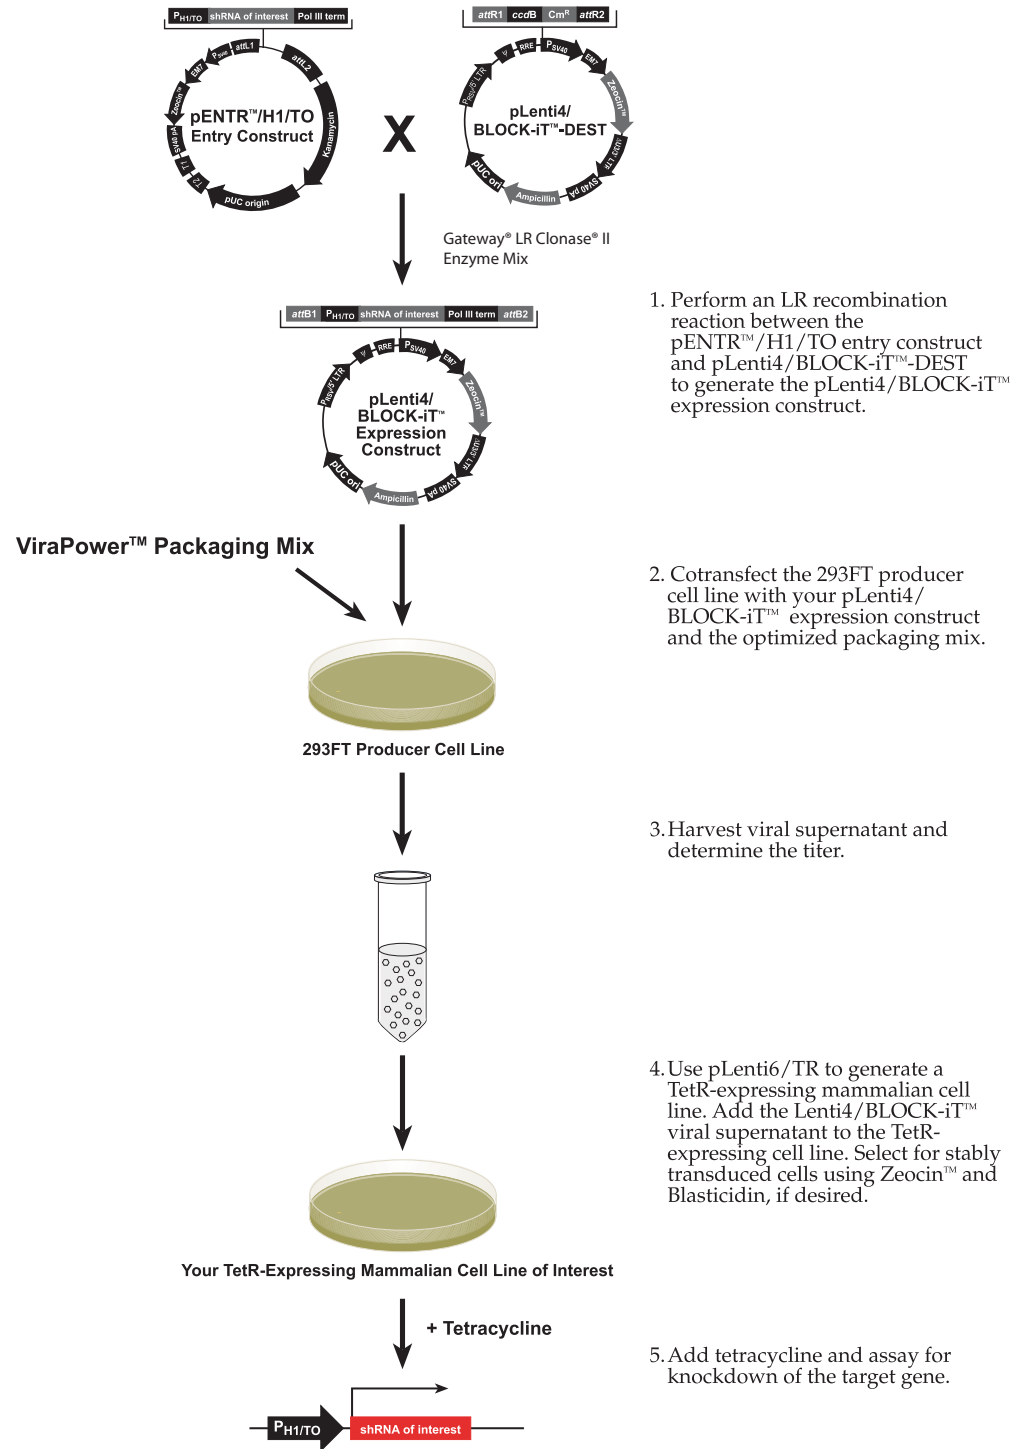 PH1/TO shRNA of interest Pol III term
attL1
attL2
PSV40
EM7
Zeocin™
SV40 pA
T1
T2
pUC origin
Kanamycin
pENTR™/H1/TO
Entry Construct
X
attR1 ccdB CmR attR2
PRSV/5' LTR
ψ
RRE
PSV40
EM7
Zeocin™
ΔU3/3' LTR
SV40 pA
Ampicillin
pUC ori
pLenti4/
BLOCK-iT™-DEST
Gateway® LR Clonase® II
Enzyme Mix
attB1 PH1/TO shRNA of interest Pol III term attB2
PRSV/5' LTR
ψ
RRE
PSV40
EM7
Zeocin™
ΔU3/3' LTR
SV40 pA
Ampicillin
pUC ori
pLenti4/
BLOCK-iT™
Expression
Construct
1. Perform an LR recombination
reaction between the
pENTR™/H1/TO entry construct
and pLenti4/BLOCK-iT™-DEST
to generate the pLenti4/BLOCK-iT™
expression construct.
ViraPower™ Packaging Mix
2. Cotransfect the 293FT producer
cell line with your pLenti4/
BLOCK-iT™ expression construct
and the optimized packaging mix.
293FT Producer Cell Line
3. Harvest viral supernatant and
determine the titer.
4. Use pLenti6/TR to generate a
TetR-expressing mammalian cell
line. Add the Lenti4/BLOCK-iT™
viral supernatant to the TetR-
expressing cell line. Select for stably
transduced cells using Zeocin™ and
Blasticidin, if desired.
Your TetR-Expressing Mammalian Cell Line of Interest
+ Tetracycline
5. Add tetracycline and assay for
knockdown of the target gene.
PH1/TO shRNA of interest